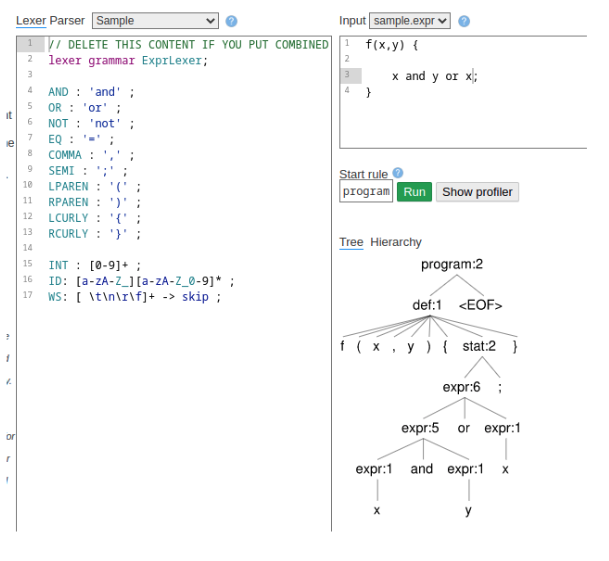 Lexer Parser Sample ?
1 // DELETE THIS CONTENT IF YOU PUT COMBINED
2 lexer grammar ExprLexer;
3
4 AND : 'and' ;
5 OR : 'or' ;
6 NOT : 'not' ;
7 EQ : '=' ;
8 COMMA : ',' ;
9 SEMI : ';' ;
10 LPAREN : '(' ;
11 RPAREN : ')' ;
12 LCURLY : '{' ;
13 RCURLY : '}' ;
14
15 INT : [0-9]+ ;
16 ID: [a-zA-Z_][a-zA-Z_0-9]* ;
17 WS: [ \t\n\r\f]+ -> skip ;
Input sample.expr ?
1 f(x,y) {
2
3 x and y or x;
4 }
Start rule ?
program Run Show profiler
Tree Hierarchy
program:2
def:1 <EOF>
f ( x , y ) { stat:2 }
expr:6 ;
expr:5 or expr:1
expr:1 and expr:1 x
x y